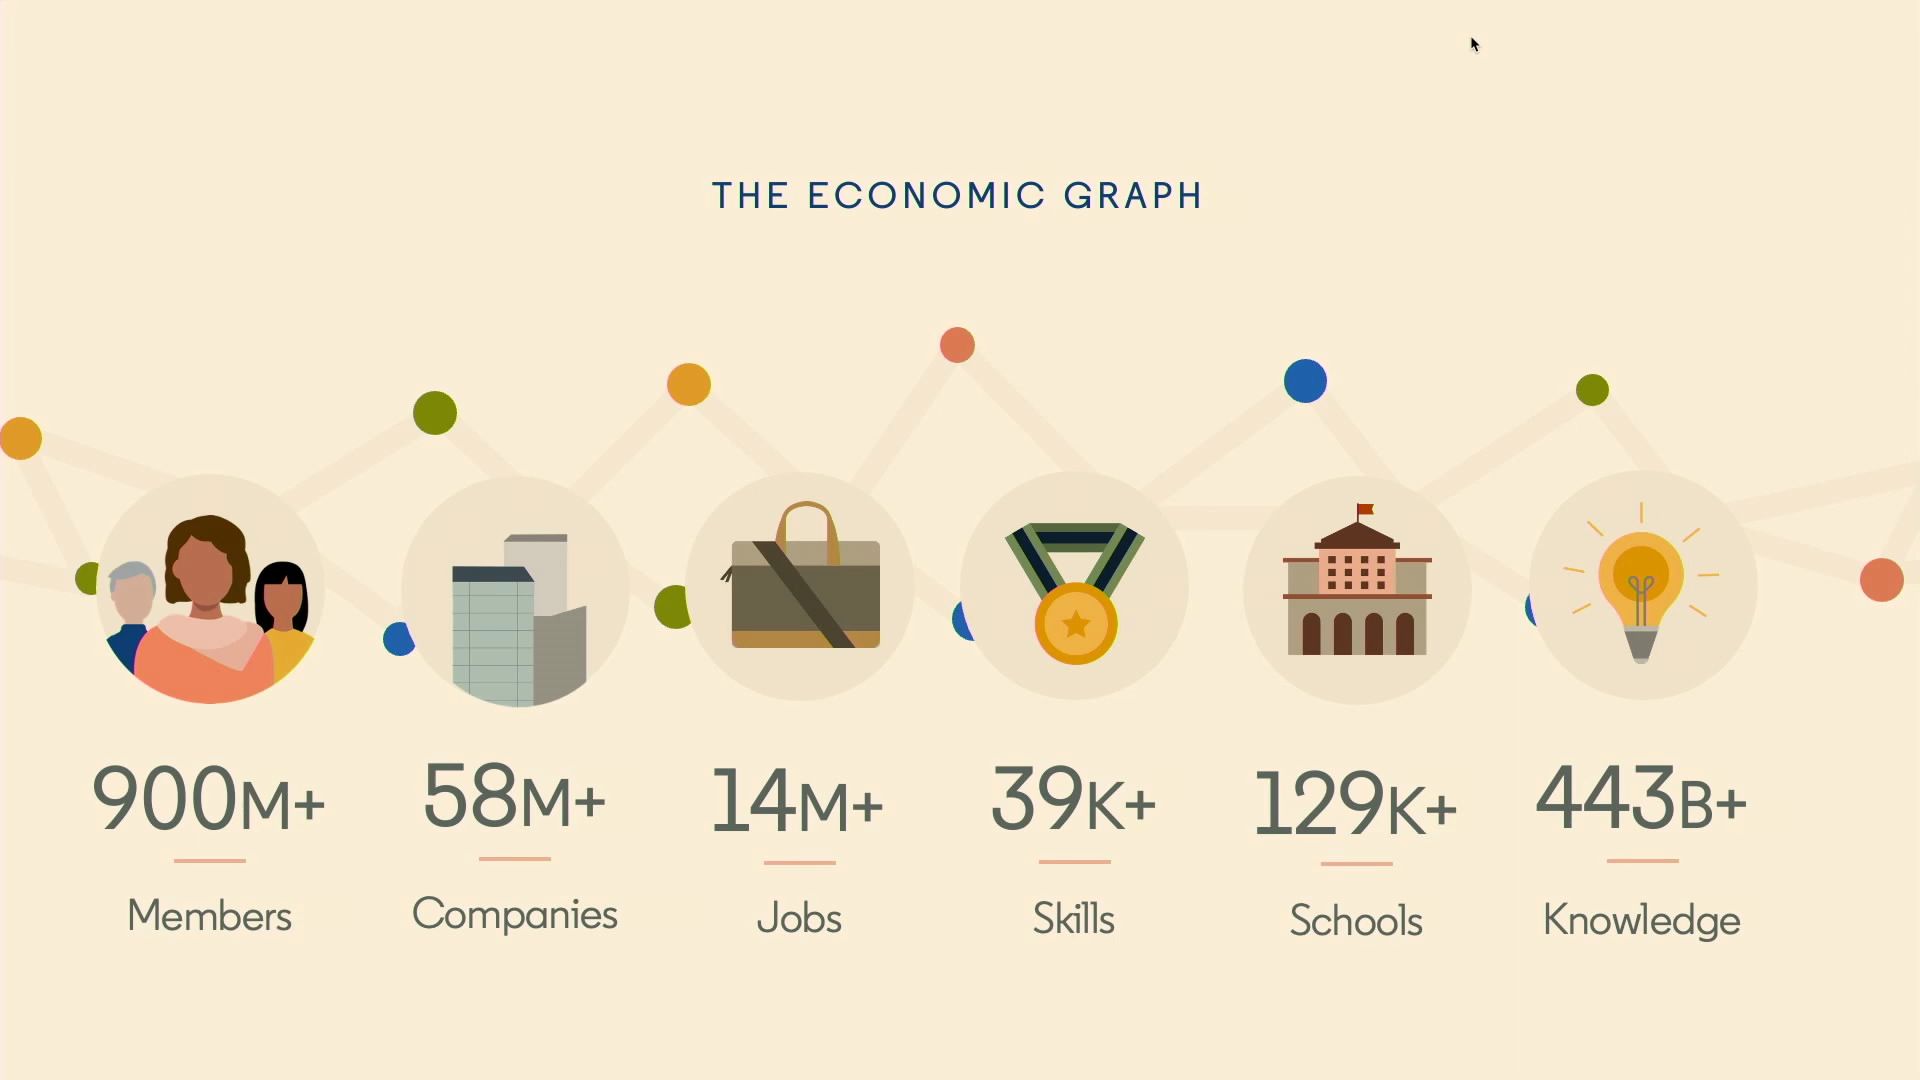 THE ECONOMIC GRAPH
900M+
Members
58M+
Companies
14M+
Jobs
39K+
Skills
129K+
Schools
443B+
Knowledge